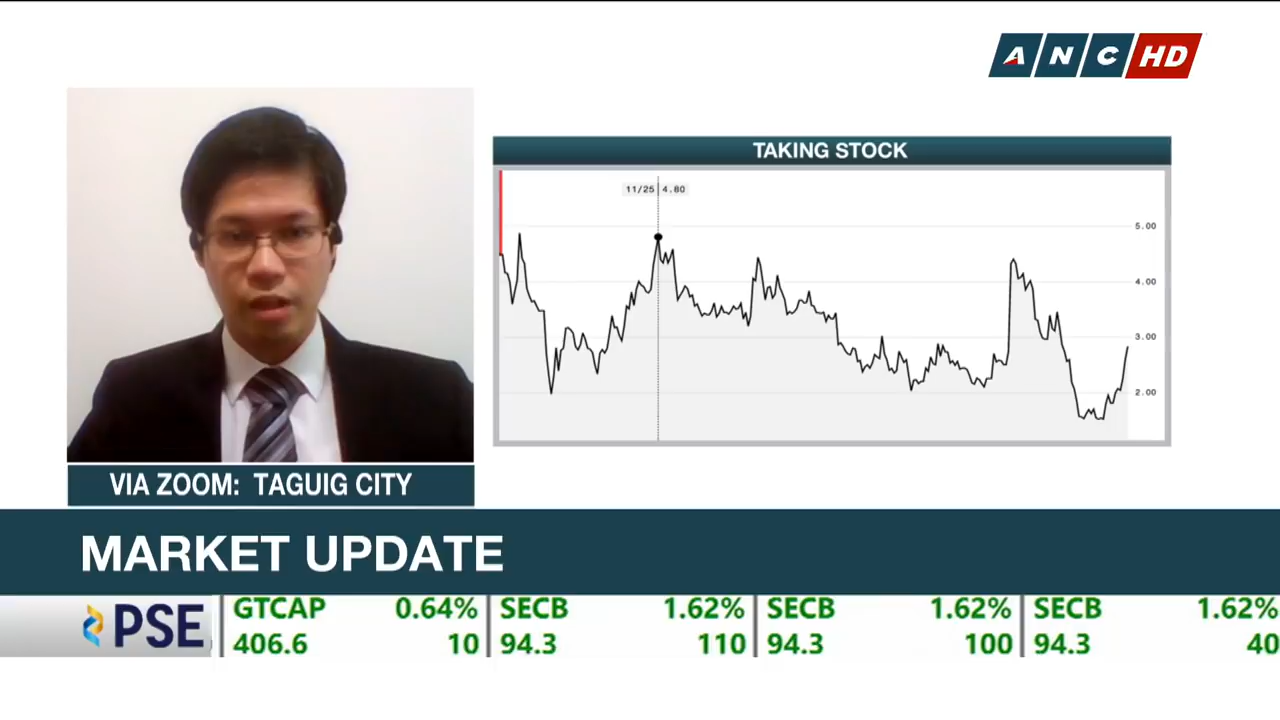 ANC HD
TAKING STOCK
11/25 4.80
5.00
4.00
3.00
2.00
VIA ZOOM: TAGUIG CITY
MARKET UPDATE
PSE
GTCAP 0.64% SECB 1.62% SECB 1.62% SECB 1.62%
406.6 10 94.3 110 94.3 100 94.3 40